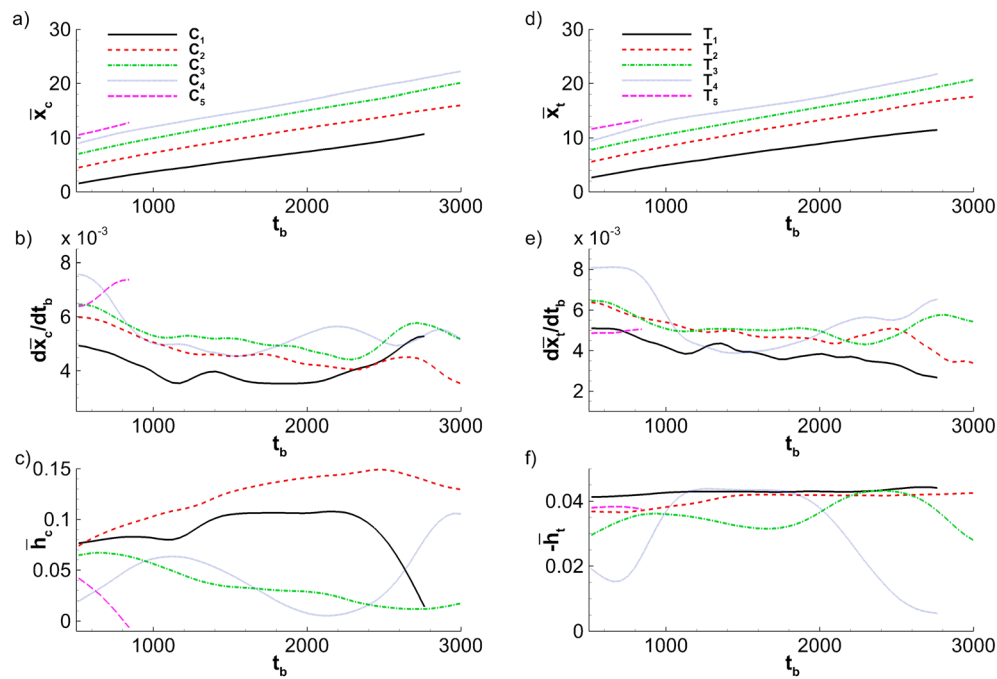 a)
30
20
10
0
x̄c
C1
C2
C3
C4
C5
1000 2000 3000
tb
d)
30
20
10
0
x̄t
T1
T2
T3
T4
T5
1000 2000 3000
tb
b)
x 10-3
8
6
4
dx̄c/dtb
1000 2000 3000
tb
e)
x 10-3
8
6
4
2
dx̄t/dtb
1000 2000 3000
tb
c)
0.15
0.1
0.05
0
h̄c
1000 2000 3000
tb
f)
0.04
0.02
0
-h̄t
1000 2000 3000
tb